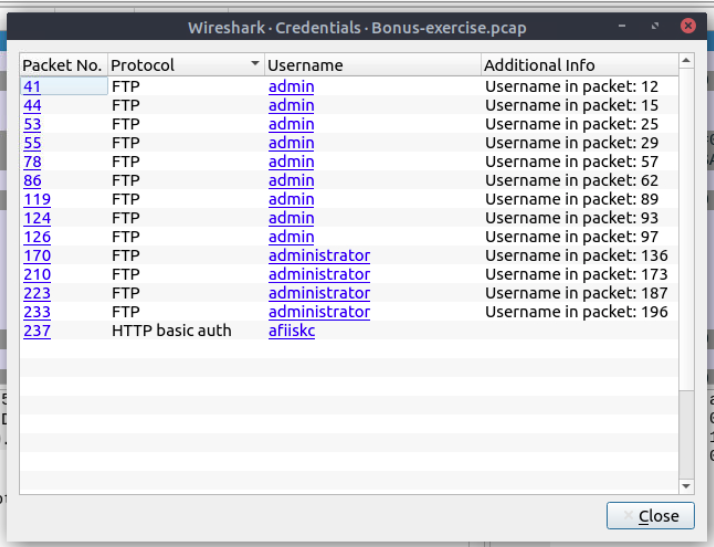 Wireshark · Credentials · Bonus-exercise.pcap
Packet No. Protocol Username Additional Info
41 FTP admin Username in packet: 12
44 FTP admin Username in packet: 15
53 FTP admin Username in packet: 25
55 FTP admin Username in packet: 29
78 FTP admin Username in packet: 57
86 FTP admin Username in packet: 62
119 FTP admin Username in packet: 89
124 FTP admin Username in packet: 93
126 FTP admin Username in packet: 97
170 FTP administrator Username in packet: 136
210 FTP administrator Username in packet: 173
223 FTP administrator Username in packet: 187
233 FTP administrator Username in packet: 196
237 HTTP basic auth afiiskc
Close